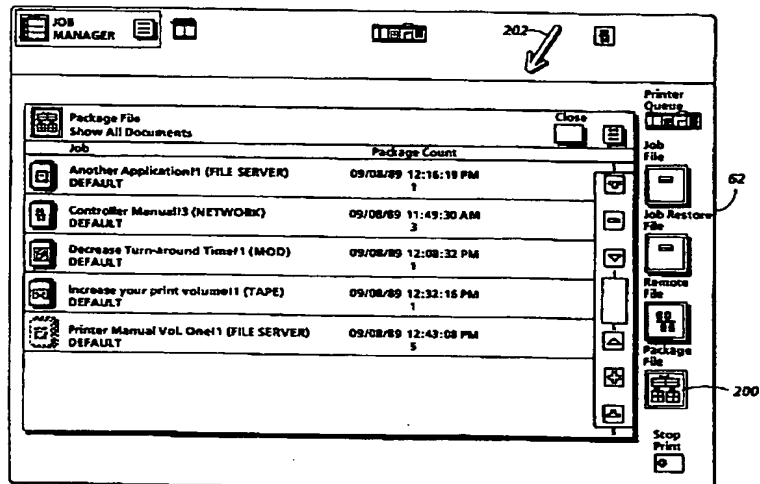 JOB
MANAGER
202
Printer
Queue
Package File
Show All Documents
Close
Job
File
Job
Package Count
Another Application!1 (FILE SERVER)
DEFAULT
09/08/89 12:16:19 PM
1
62
Controller Manual!3 (NETWORK)
DEFAULT
09/08/89 11:49:30 AM
3
Job Restore
File
Decrease Turn-around Time!1 (MOD)
DEFAULT
09/08/89 12:08:32 PM
1
Remote
File
Increase your print volume!1 (TAPE)
DEFAULT
09/08/89 12:32:16 PM
1
Printer Manual Vol. One!1 (FILE SERVER)
DEFAULT
09/08/89 12:43:08 PM
5
Package
File
200
Stop
Print